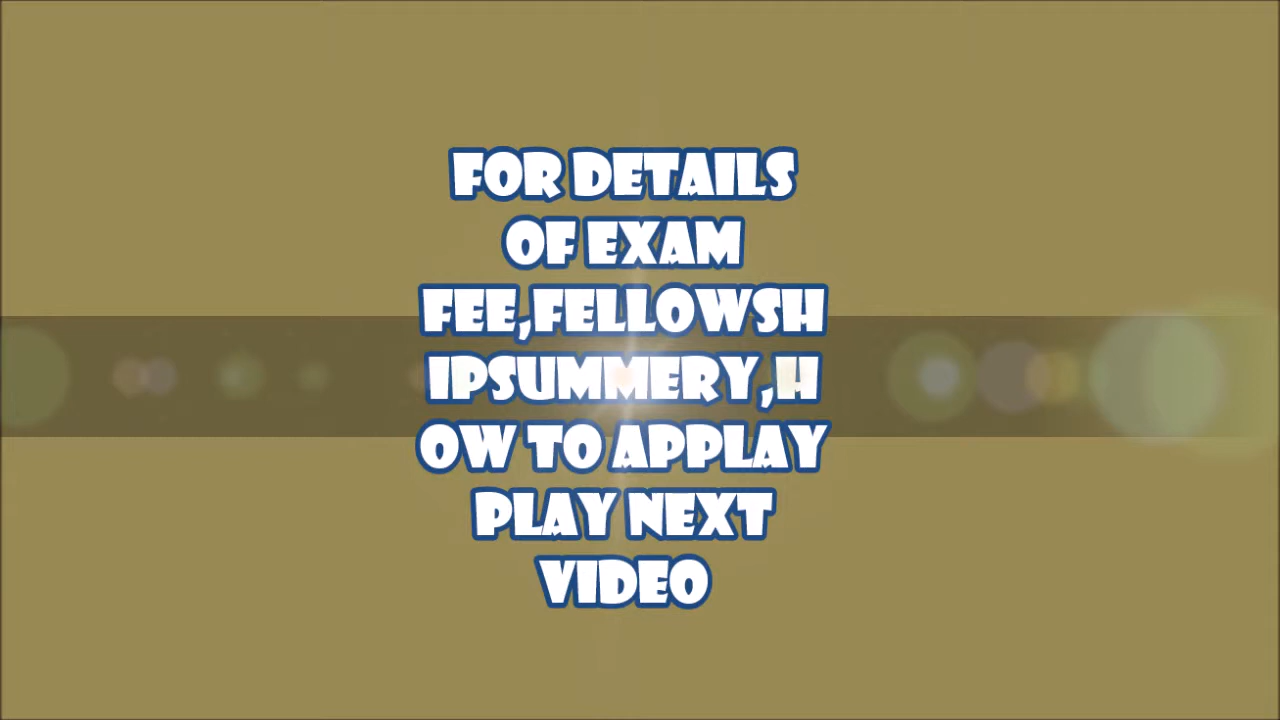 FOR DETAILS
OF EXAM
FEE,FELLOWSH
IPSUMMERY,H
OW TO APPLAY
PLAY NEXT
VIDEO